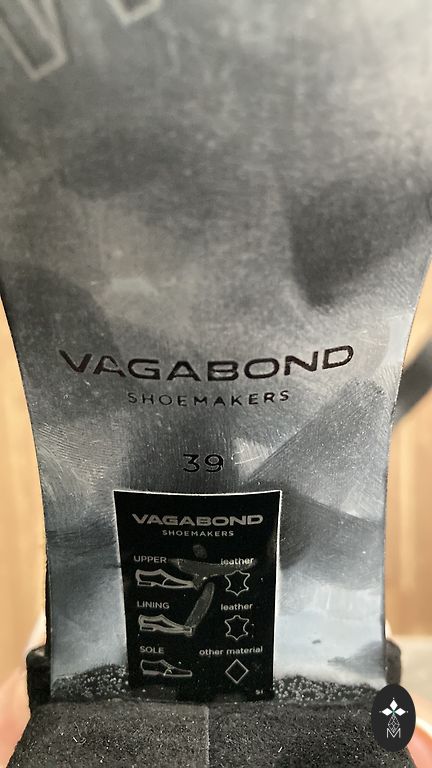 VAGABOND
SHOEMAKERS
39
VAGABOND
SHOEMAKERS
UPPER leather
LINING leather
SOLE other material
M